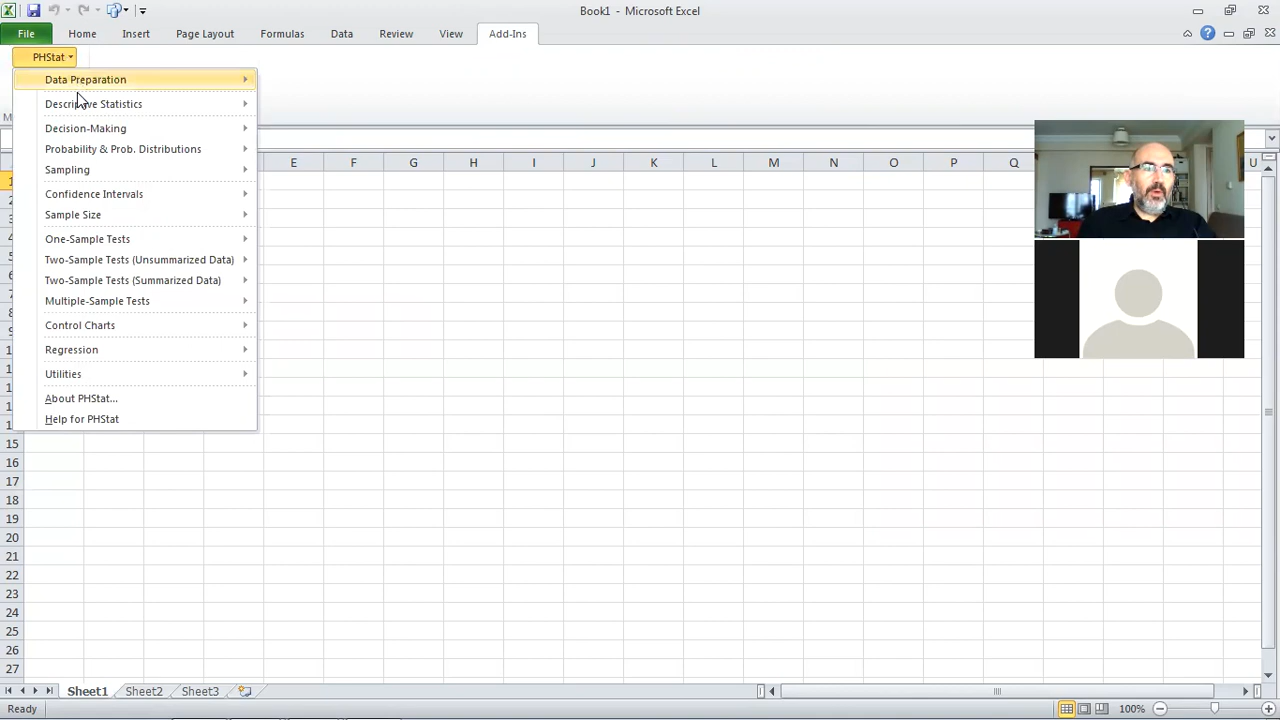 Book1 - Microsoft Excel
File Home Insert Page Layout Formulas Data Review View Add-Ins
PHStat
Data Preparation
Descriptive Statistics
Decision-Making
Probability & Prob. Distributions
Sampling
Confidence Intervals
Sample Size
One-Sample Tests
Two-Sample Tests (Unsummarized Data)
Two-Sample Tests (Summarized Data)
Multiple-Sample Tests
Control Charts
Regression
Utilities
About PHStat...
Help for PHStat
E F G H I J K L M N O P Q U
15
16
17
18
19
20
21
22
23
24
25
26
27
Sheet1 Sheet2 Sheet3
Ready 100%